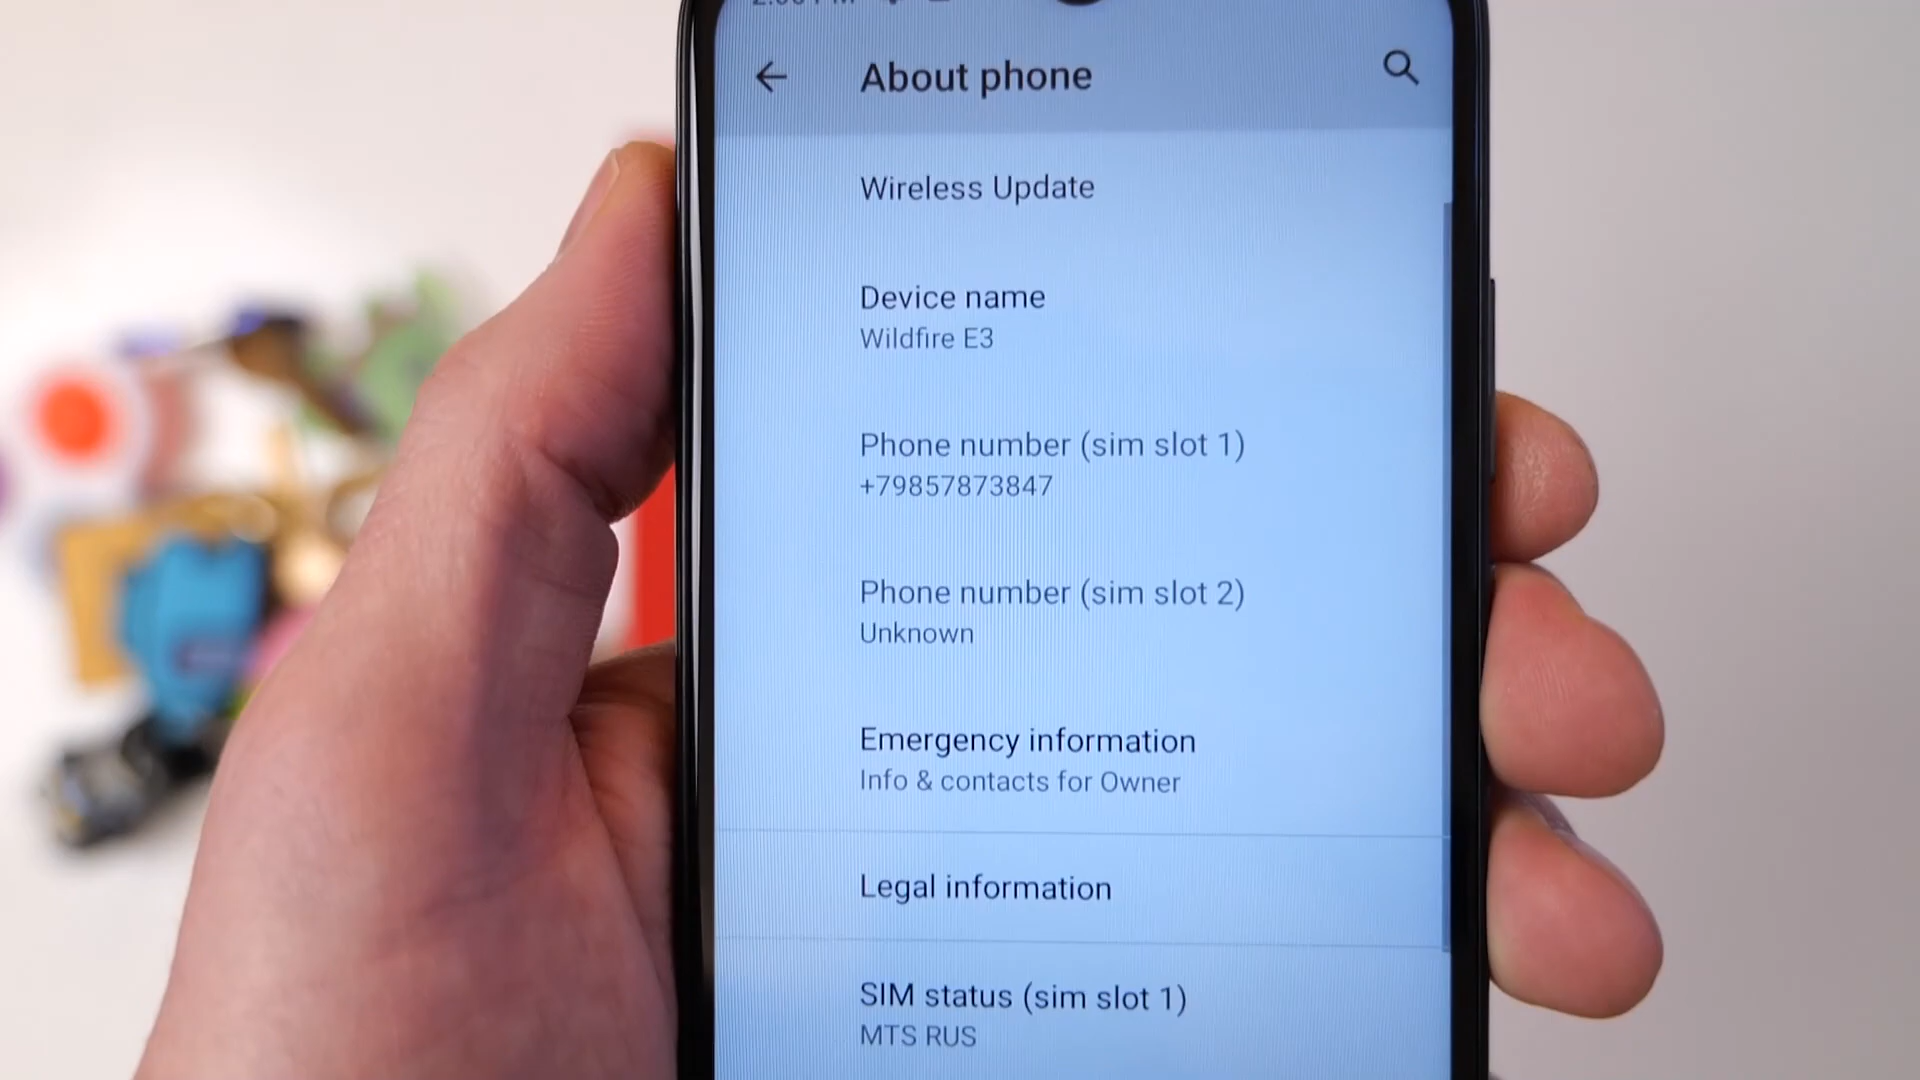 About phone
Wireless Update
Device name
Wildfire E3
Phone number (sim slot 1)
+79857873847
Phone number (sim slot 2)
Unknown
Emergency information
Info & contacts for Owner
Legal information
SIM status (sim slot 1)
MTS RUS